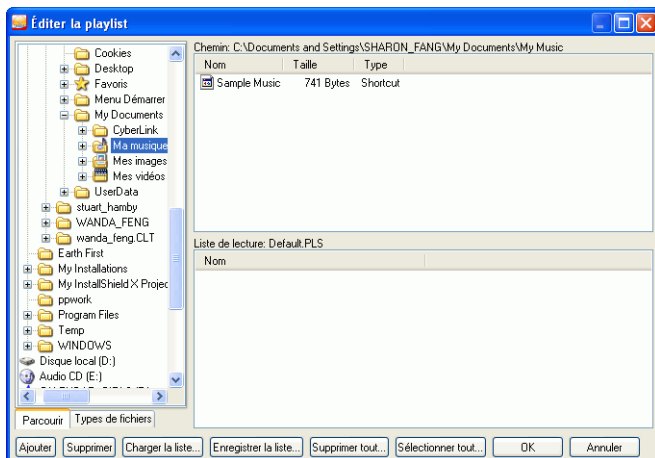 Éditer la playlist
Cookies
Desktop
Favoris
Menu Démarrer
My Documents
CyberLink
Ma musique
Mes images
Mes vidéos
UserData
stuart_hamby
WANDA_FENG
wanda_feng.CLT
Earth First
My Installations
My InstallShield X Projec
ppwork
Program Files
Temp
WINDOWS
Disque local (D:)
Audio CD (E:)
Parcourir Types de fichiers
Chemin: C:\Documents and Settings\SHARON_FANG\My Documents\My Music
Nom Taille Type
Sample Music 741 Bytes Shortcut
Liste de lecture: Default.PLS
Nom
Ajouter Supprimer Charger la liste... Enregistrer la liste... Supprimer tout... Sélectionner tout... OK Annuler